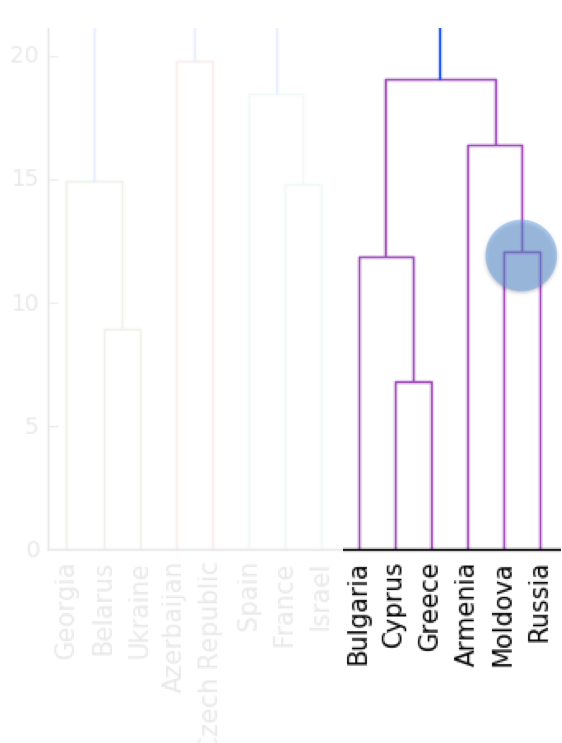 20
15
10
5
0
Georgia
Belarus
Ukraine
Azerbaijan
Czech Republic
Spain
France
Israel
Bulgaria
Cyprus
Greece
Armenia
Moldova
Russia